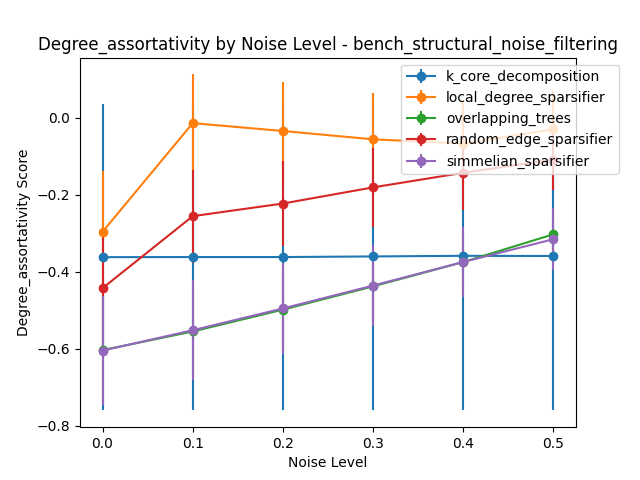 Degree_assortativity by Noise Level - bench_structural_noise_filtering
k_core_decomposition
local_degree_sparsifier
overlapping_trees
random_edge_sparsifier
simmelian_sparsifier
Degree_assortativity Score
0.0
−0.2
−0.4
−0.6
−0.8
0.0 0.1 0.2 0.3 0.4 0.5
Noise Level